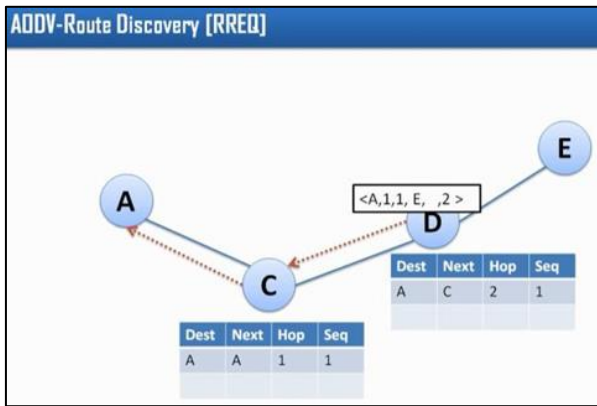 AODV-Route Discovery [RREQ]
E
A
<A,1,1, E, ,2 >
D
C
Dest Next Hop Seq
A C 2 1
Dest Next Hop Seq
A A 1 1